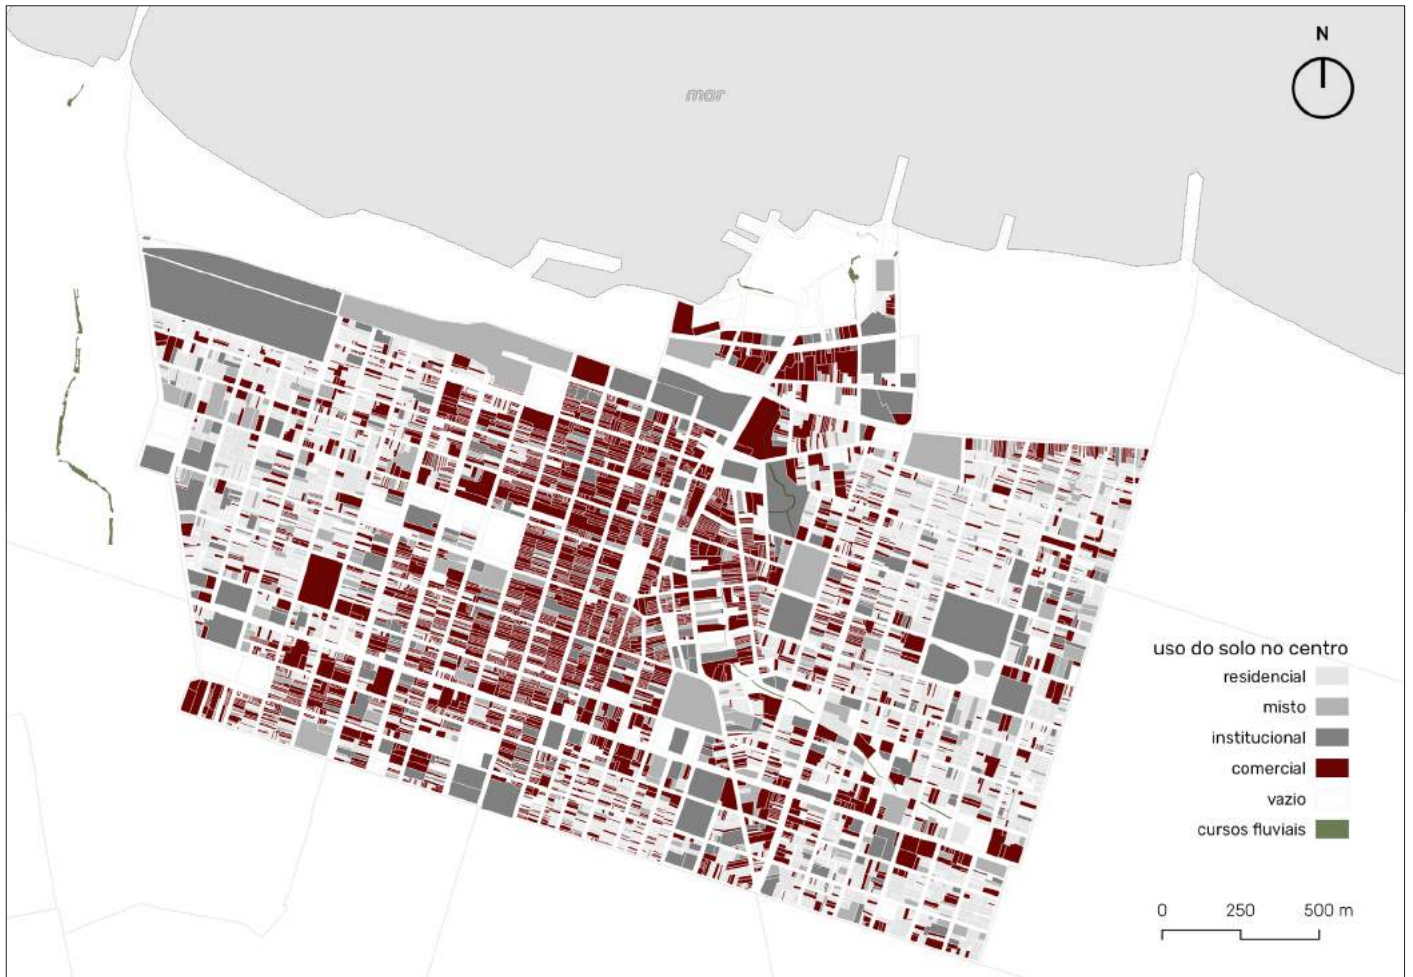 N
mar
uso do solo no centro
residencial
misto
institucional
comercial
vazio
cursos fluviais
0 250 500 m